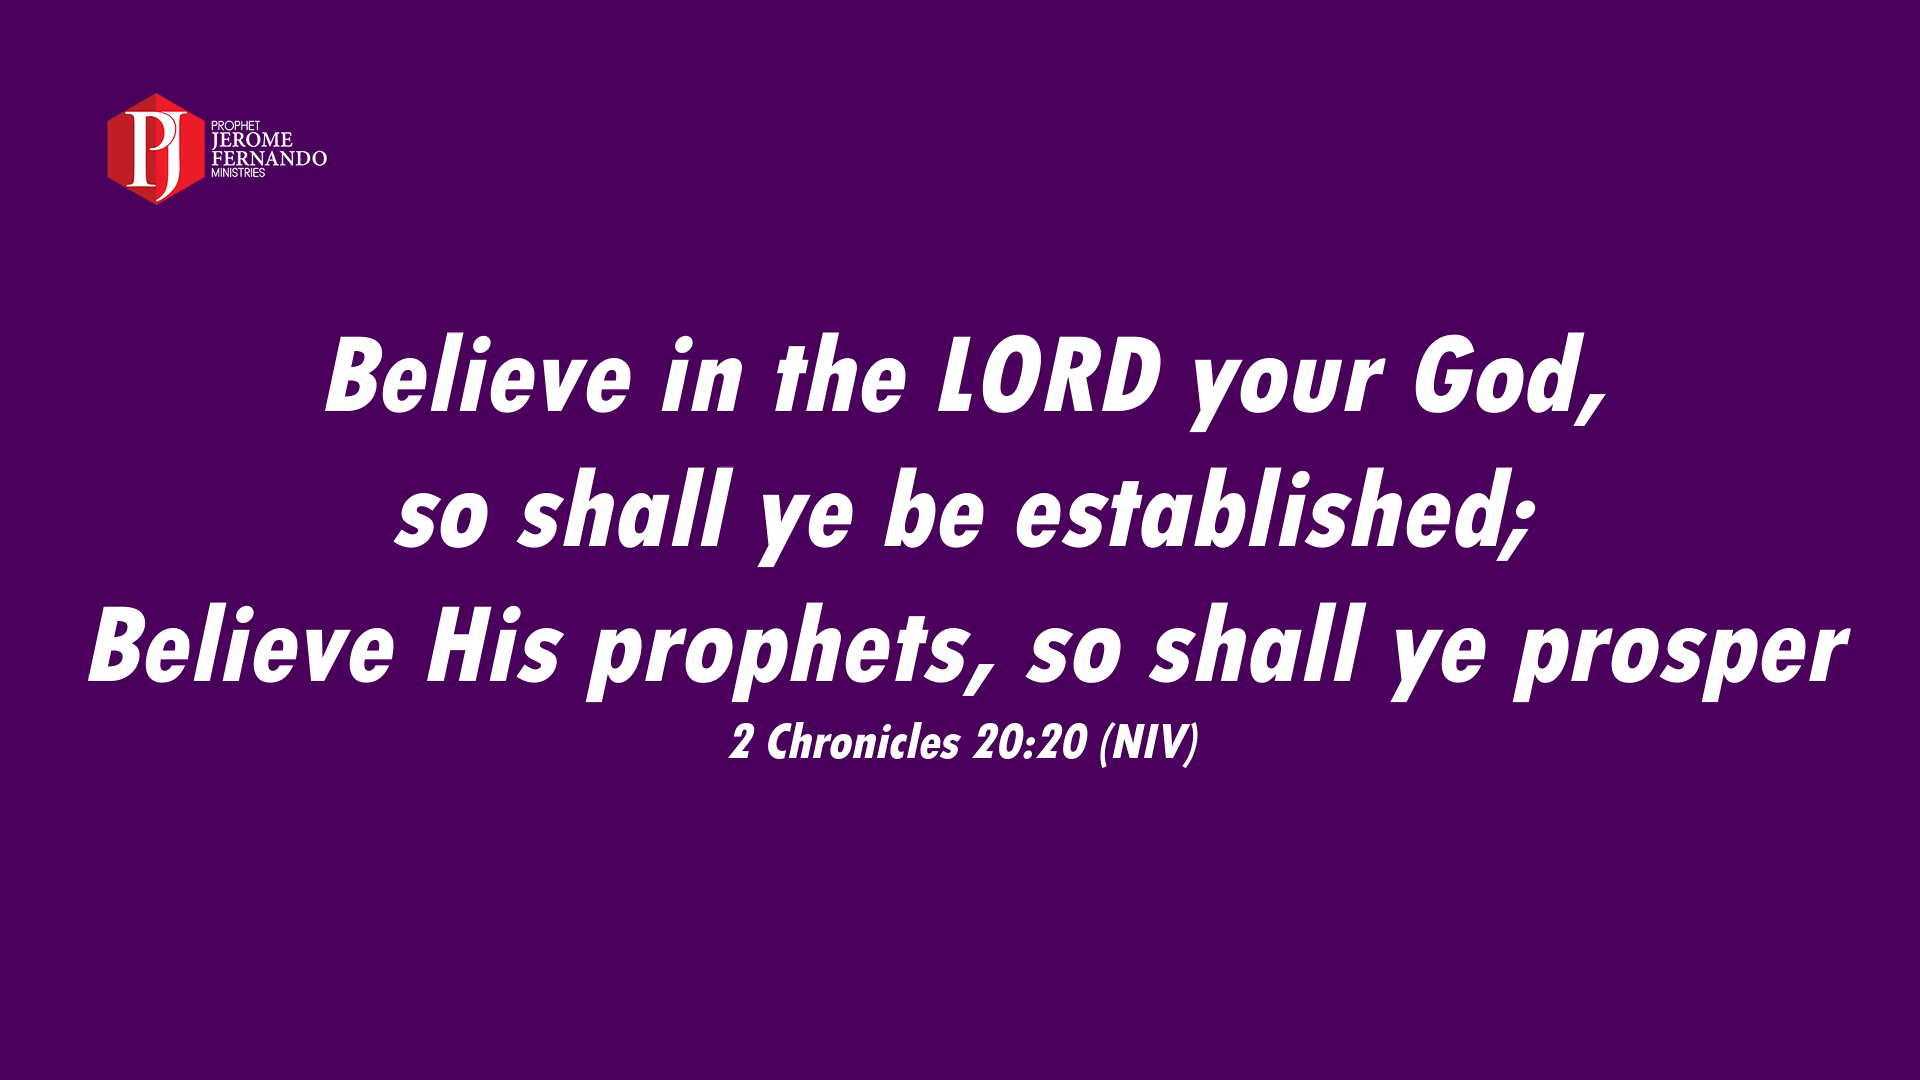 PJ
PROPHET
JEROME
FERNANDO
MINISTRIES
Believe in the LORD your God,
so shall ye be established;
Believe His prophets, so shall ye prosper
2 Chronicles 20:20 (NIV)